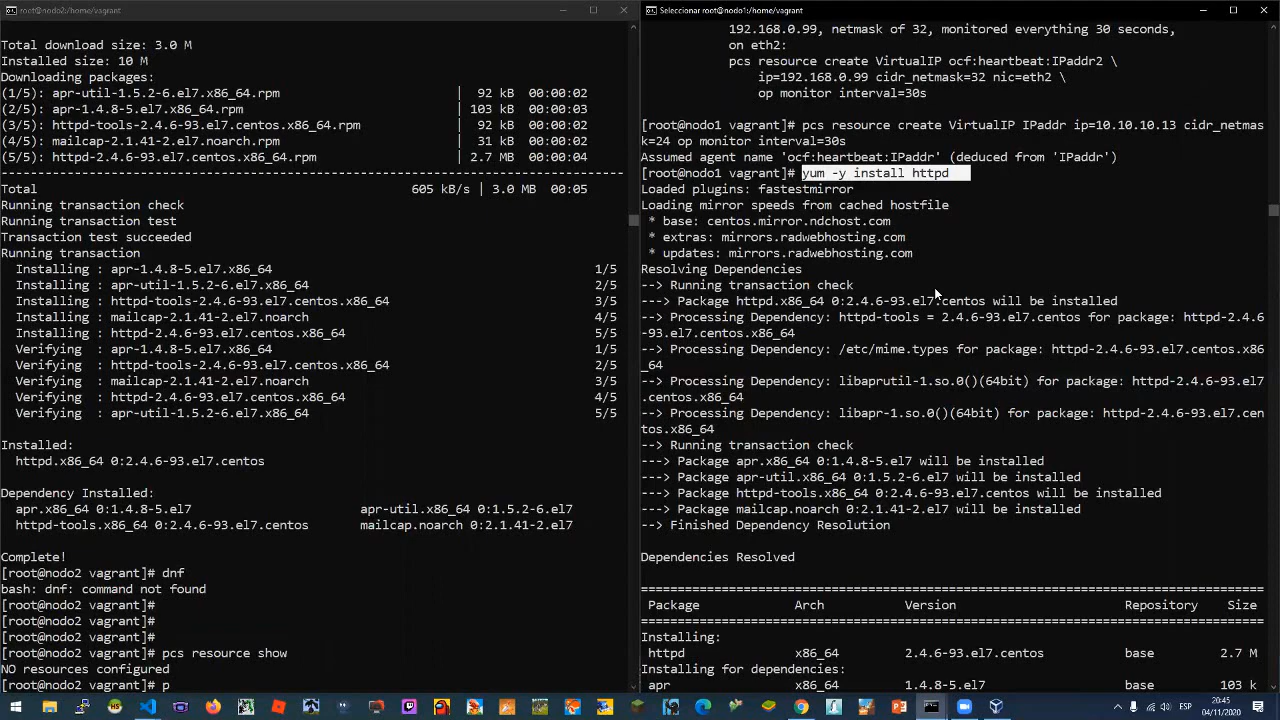 root@nodo2:/home/vagrant
Total download size: 3.0 M
Installed size: 10 M
Downloading packages:
(1/5): apr-util-1.5.2-6.el7.x86_64.rpm | 92 kB 00:00:02
(2/5): apr-1.4.8-5.el7.x86_64.rpm | 103 kB 00:00:03
(3/5): httpd-tools-2.4.6-93.el7.centos.x86_64.rpm | 92 kB 00:00:02
(4/5): mailcap-2.1.41-2.el7.noarch.rpm | 31 kB 00:00:02
(5/5): httpd-2.4.6-93.el7.centos.x86_64.rpm | 2.7 MB 00:00:04
--------------------------------------------------------------------------------
Total 605 kB/s | 3.0 MB 00:05
Running transaction check
Running transaction test
Transaction test succeeded
Running transaction
Installing : apr-1.4.8-5.el7.x86_64 1/5
Installing : apr-util-1.5.2-6.el7.x86_64 2/5
Installing : httpd-tools-2.4.6-93.el7.centos.x86_64 3/5
Installing : mailcap-2.1.41-2.el7.noarch 4/5
Installing : httpd-2.4.6-93.el7.centos.x86_64 5/5
Verifying : apr-1.4.8-5.el7.x86_64 1/5
Verifying : httpd-tools-2.4.6-93.el7.centos.x86_64 2/5
Verifying : mailcap-2.1.41-2.el7.noarch 3/5
Verifying : httpd-2.4.6-93.el7.centos.x86_64 4/5
Verifying : apr-util-1.5.2-6.el7.x86_64 5/5
Installed:
httpd.x86_64 0:2.4.6-93.el7.centos
Dependency Installed:
apr.x86_64 0:1.4.8-5.el7 apr-util.x86_64 0:1.5.2-6.el7
httpd-tools.x86_64 0:2.4.6-93.el7.centos mailcap.noarch 0:2.1.41-2.el7
Complete!
[root@nodo2 vagrant]# dnf
bash: dnf: command not found
[root@nodo2 vagrant]#
[root@nodo2 vagrant]#
[root@nodo2 vagrant]#
[root@nodo2 vagrant]# pcs resource show
NO resources configured
[root@nodo2 vagrant]# p
Seleccionar root@nodo1:/home/vagrant
192.168.0.99, netmask of 32, monitored everything 30 seconds,
on eth2:
pcs resource create VirtualIP ocf:heartbeat:IPaddr2 \
ip=192.168.0.99 cidr_netmask=32 nic=eth2 \
op monitor interval=30s
[root@nodo1 vagrant]# pcs resource create VirtualIP IPaddr ip=10.10.10.13 cidr_netmas
k=24 op monitor interval=30s
Assumed agent name 'ocf:heartbeat:IPaddr' (deduced from 'IPaddr')
[root@nodo1 vagrant]# yum -y install httpd
Loaded plugins: fastestmirror
Loading mirror speeds from cached hostfile
* base: centos.mirror.ndchost.com
* extras: mirrors.radwebhosting.com
* updates: mirrors.radwebhosting.com
Resolving Dependencies
--> Running transaction check
---> Package httpd.x86_64 0:2.4.6-93.el7.centos will be installed
--> Processing Dependency: httpd-tools = 2.4.6-93.el7.centos for package: httpd-2.4.6
-93.el7.centos.x86_64
--> Processing Dependency: /etc/mime.types for package: httpd-2.4.6-93.el7.centos.x86
_64
--> Processing Dependency: libaprutil-1.so.0()(64bit) for package: httpd-2.4.6-93.el7
.centos.x86_64
--> Processing Dependency: libapr-1.so.0()(64bit) for package: httpd-2.4.6-93.el7.cen
tos.x86_64
--> Running transaction check
---> Package apr.x86_64 0:1.4.8-5.el7 will be installed
---> Package apr-util.x86_64 0:1.5.2-6.el7 will be installed
---> Package httpd-tools.x86_64 0:2.4.6-93.el7.centos will be installed
---> Package mailcap.noarch 0:2.1.41-2.el7 will be installed
--> Finished Dependency Resolution
Dependencies Resolved
=====================================================================================
Package Arch Version Repository Size
=====================================================================================
Installing:
httpd x86_64 2.4.6-93.el7.centos base 2.7 M
Installing for dependencies:
apr x86_64 1.4.8-5.el7 base 103 k
ESP
20:45
04/11/2020